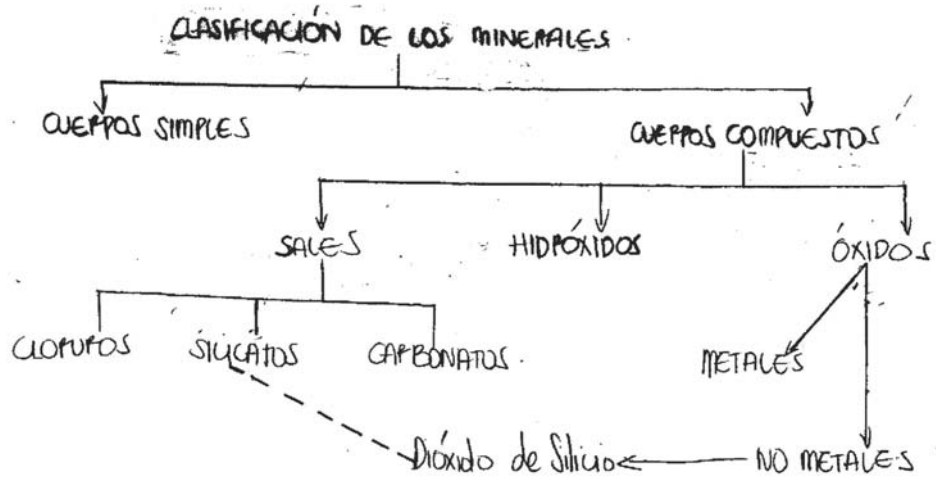 CLASIFICACIÓN DE LOS MINERALES
CUERPOS SIMPLES CUERPOS COMPUESTOS
SALES HIDRÓXIDOS ÓXIDOS
CLORUROS SILICATOS CARBONATOS METALES
Dióxido de Silicio NO METALES